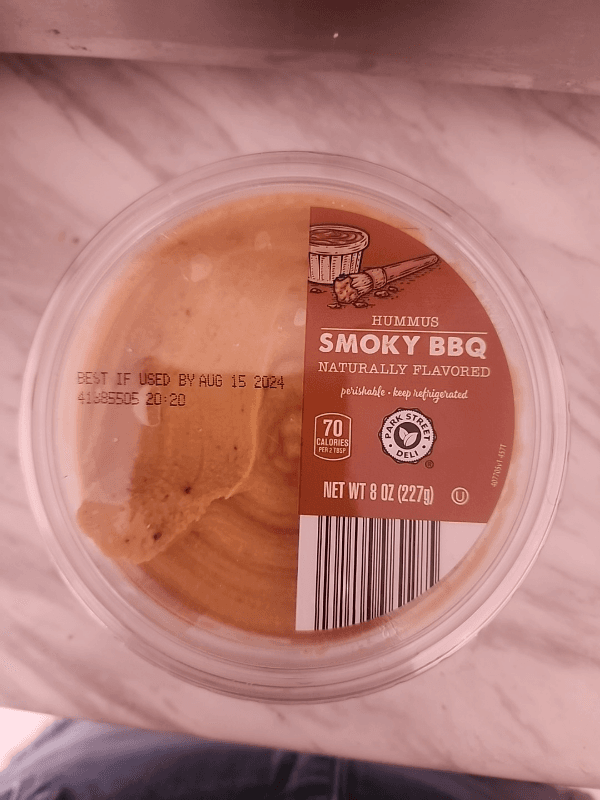 BEST IF USED BY AUG 15 2024
20:20
HUMMUS
SMOKY BBQ
NATURALLY FLAVORED
perishable • keep refrigerated
70
CALORIES
PER 2 TBSP
PARK STREET
DELI
®
NET WT 8 OZ (227g)
U